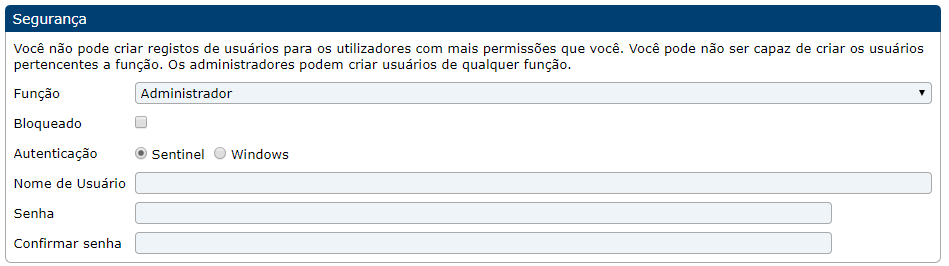 Segurança
Você não pode criar registos de usuários para os utilizadores com mais permissões que você. Você pode não ser capaz de criar os usuários
pertencentes a função. Os administradores podem criar usuários de qualquer função.
Função Administrador
Bloqueado
Autenticação Sentinel Windows
Nome de Usuário
Senha
Confirmar senha